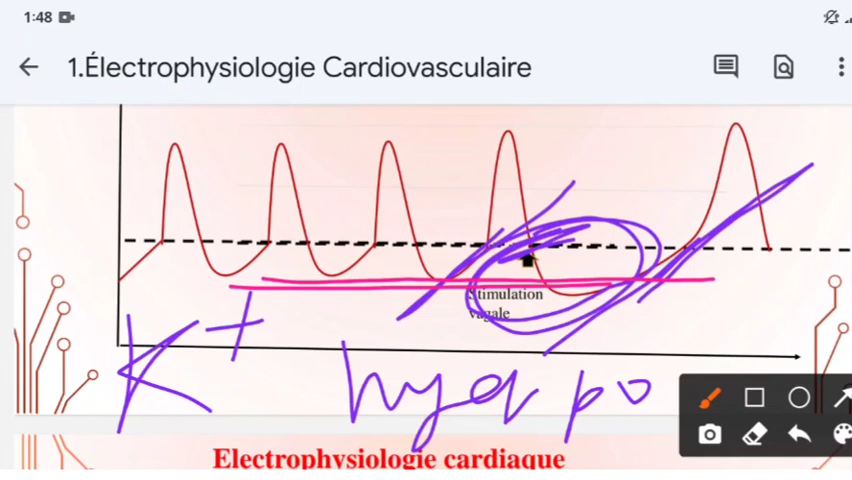 1:48
1.Électrophysiologie Cardiovasculaire
Stimulation
vagale
K+
hyper po
Electrophysiologie cardiaque